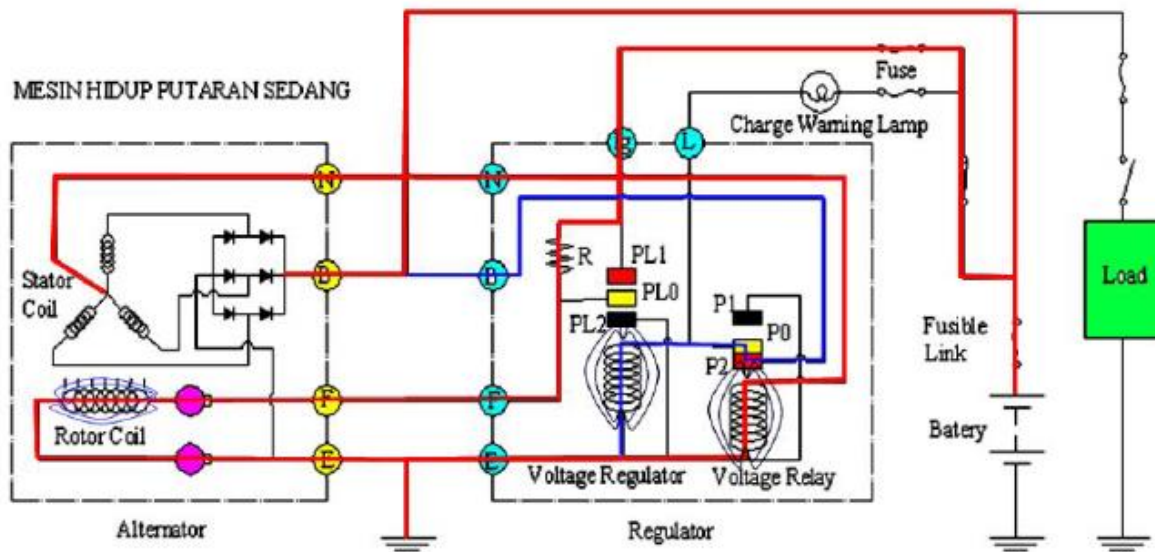 MESIN HIDUP PUTARAN SEDANG
Fuse
Charge Warning Lamp
Ig
L
N
N
B
B
Stator
Coil
R
PL1
PL0
PL2
P1
P0
P2
Load
Fusible
Link
F
F
Rotor Coil
E
E
Voltage Regulator
Voltage Relay
Batery
Alternator
Regulator